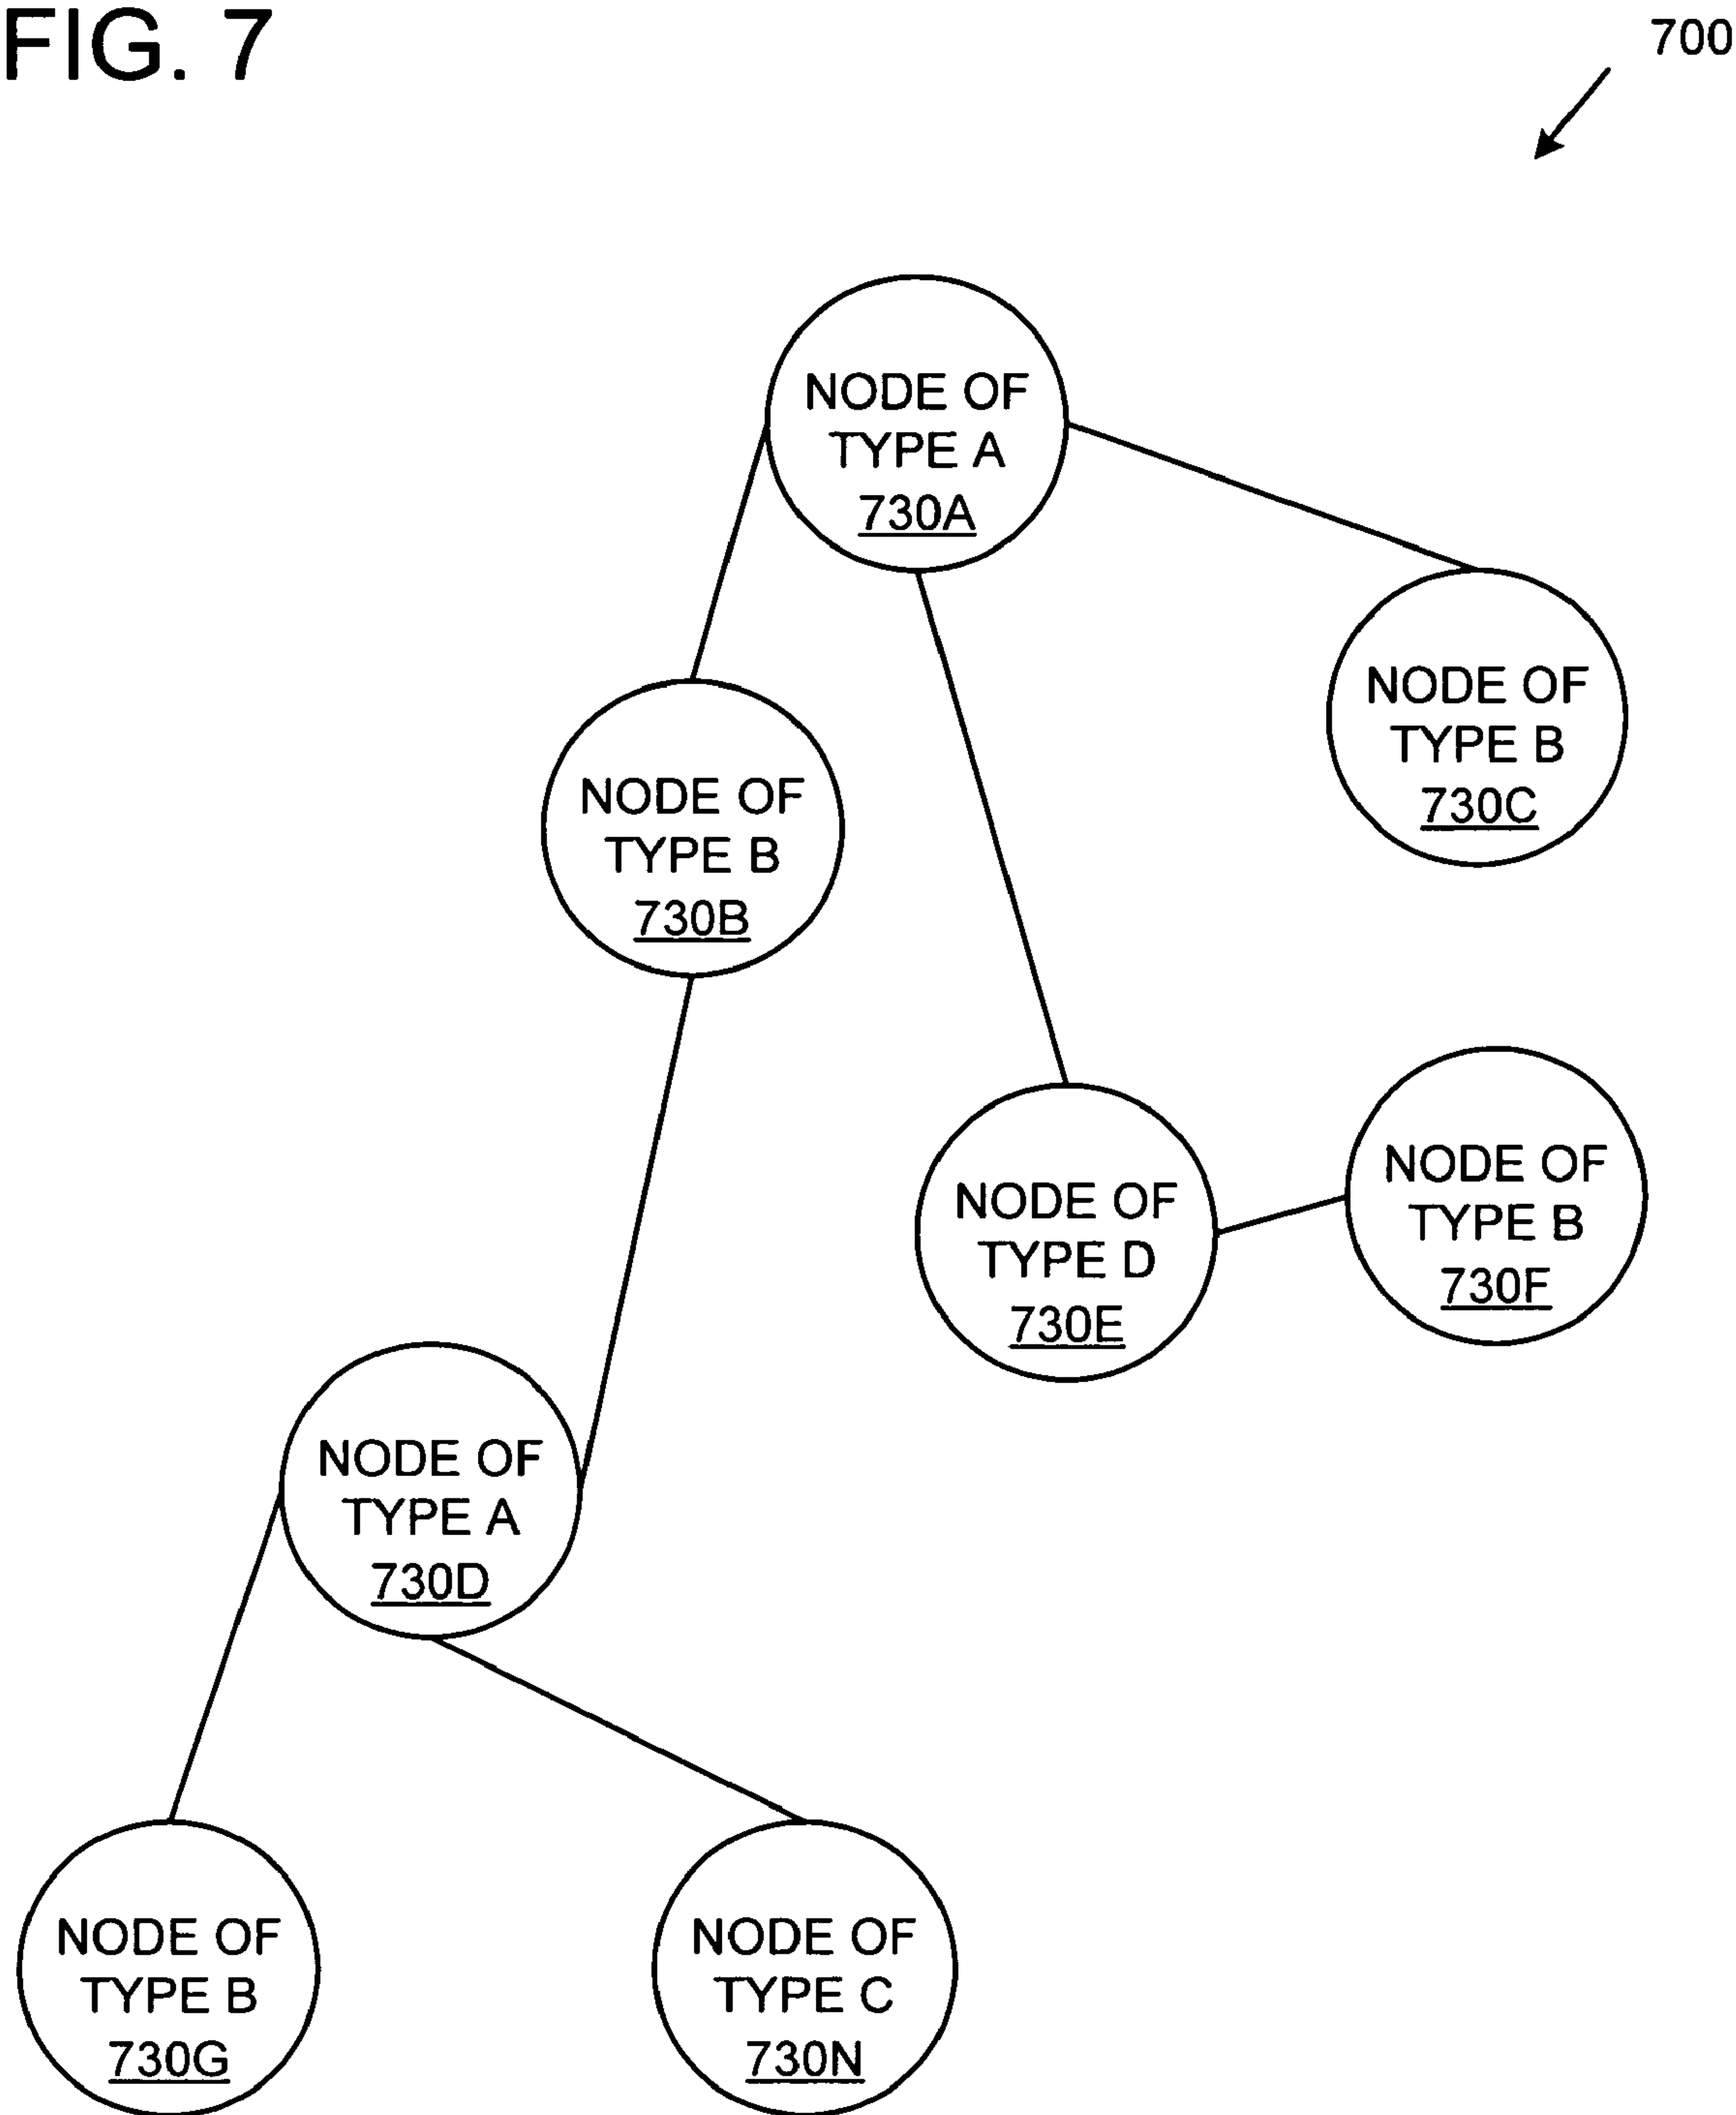 FIG. 7
700
NODE OF
TYPE A
730A
NODE OF
TYPE B
730C
NODE OF
TYPE B
730B
NODE OF
TYPE D
730E
NODE OF
TYPE B
730F
NODE OF
TYPE A
730D
NODE OF
TYPE B
730G
NODE OF
TYPE C
730N